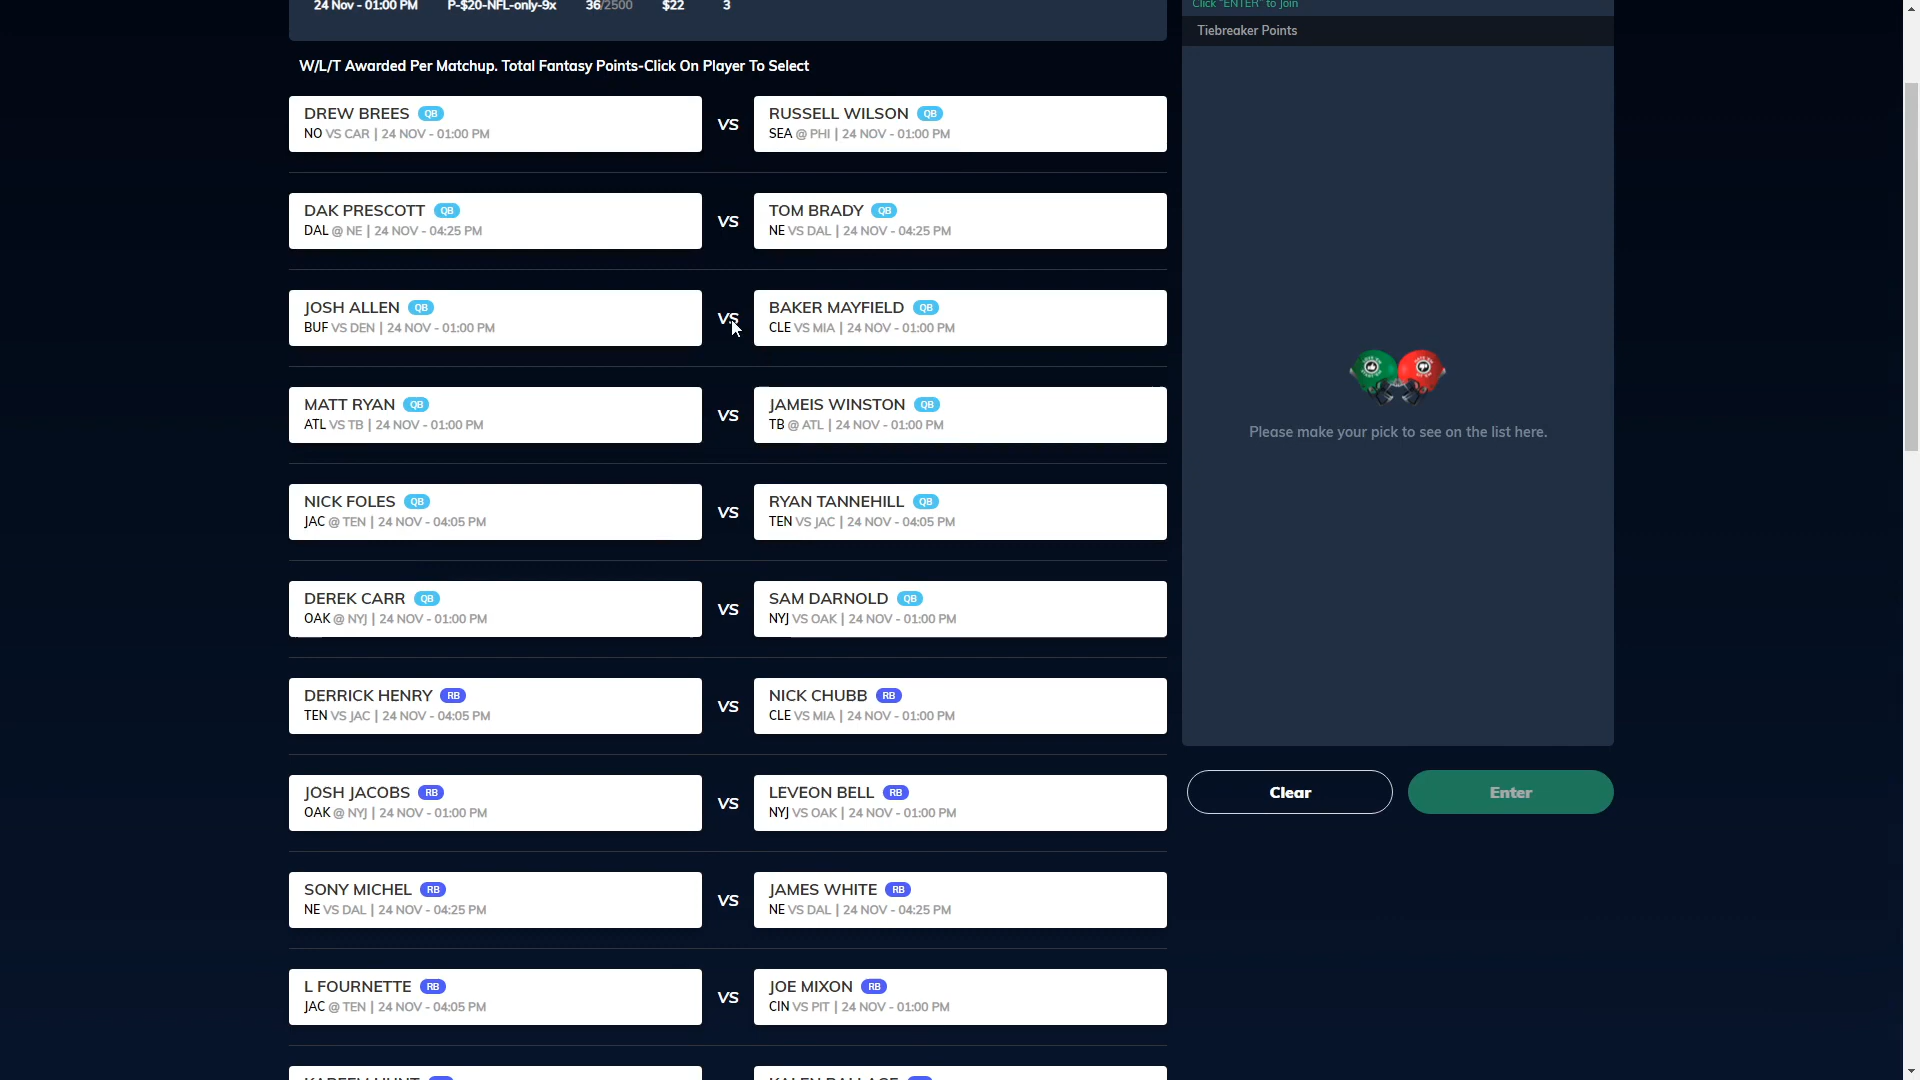 24 Nov - 01:00 PM P-$20-NFL-only-9x 36/2500 $22 3
Click "ENTER" to Join
Tiebreaker Points
W/L/T Awarded Per Matchup. Total Fantasy Points-Click On Player To Select
DREW BREES QB
NO VS CAR | 24 NOV - 01:00 PM
VS
RUSSELL WILSON QB
SEA @ PHI | 24 NOV - 01:00 PM
DAK PRESCOTT QB
DAL @ NE | 24 NOV - 04:25 PM
VS
TOM BRADY QB
NE VS DAL | 24 NOV - 04:25 PM
JOSH ALLEN QB
BUF VS DEN | 24 NOV - 01:00 PM
VS
BAKER MAYFIELD QB
CLE VS MIA | 24 NOV - 01:00 PM
MATT RYAN QB
ATL VS TB | 24 NOV - 01:00 PM
VS
JAMEIS WINSTON QB
TB @ ATL | 24 NOV - 01:00 PM
NICK FOLES QB
JAC @ TEN | 24 NOV - 04:05 PM
VS
RYAN TANNEHILL QB
TEN VS JAC | 24 NOV - 04:05 PM
DEREK CARR QB
OAK @ NYJ | 24 NOV - 01:00 PM
VS
SAM DARNOLD QB
NYJ VS OAK | 24 NOV - 01:00 PM
DERRICK HENRY RB
TEN VS JAC | 24 NOV - 04:05 PM
VS
NICK CHUBB RB
CLE VS MIA | 24 NOV - 01:00 PM
JOSH JACOBS RB
OAK @ NYJ | 24 NOV - 01:00 PM
VS
LEVEON BELL RB
NYJ VS OAK | 24 NOV - 01:00 PM
SONY MICHEL RB
NE VS DAL | 24 NOV - 04:25 PM
VS
JAMES WHITE RB
NE VS DAL | 24 NOV - 04:25 PM
L FOURNETTE RB
JAC @ TEN | 24 NOV - 04:05 PM
VS
JOE MIXON RB
CIN VS PIT | 24 NOV - 01:00 PM
KAREEM HUNT
KALEN BALLAGE
Please make your pick to see on the list here.
Clear
Enter